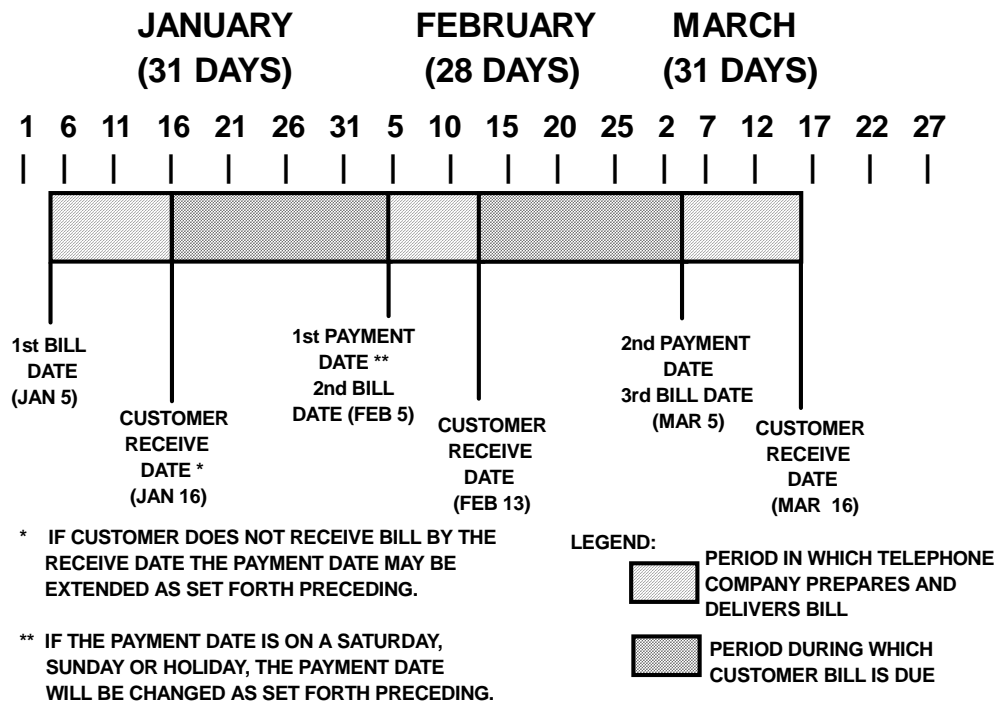 JANUARY FEBRUARY MARCH
(31 DAYS) (28 DAYS) (31 DAYS)
1 6 11 16 21 26 31 5 10 15 20 25 2 7 12 17 22 27
1st BILL
DATE
(JAN 5)
CUSTOMER
RECEIVE
DATE *
(JAN 16)
1st PAYMENT
DATE **
2nd BILL
DATE (FEB 5)
CUSTOMER
RECEIVE
DATE
(FEB 13)
2nd PAYMENT
DATE
3rd BILL DATE
(MAR 5)
CUSTOMER
RECEIVE
DATE
(MAR 16)
* IF CUSTOMER DOES NOT RECEIVE BILL BY THE
RECEIVE DATE THE PAYMENT DATE MAY BE
EXTENDED AS SET FORTH PRECEDING.
** IF THE PAYMENT DATE IS ON A SATURDAY,
SUNDAY OR HOLIDAY, THE PAYMENT DATE
WILL BE CHANGED AS SET FORTH PRECEDING.
LEGEND:
PERIOD IN WHICH TELEPHONE
COMPANY PREPARES AND
DELIVERS BILL
PERIOD DURING WHICH
CUSTOMER BILL IS DUE